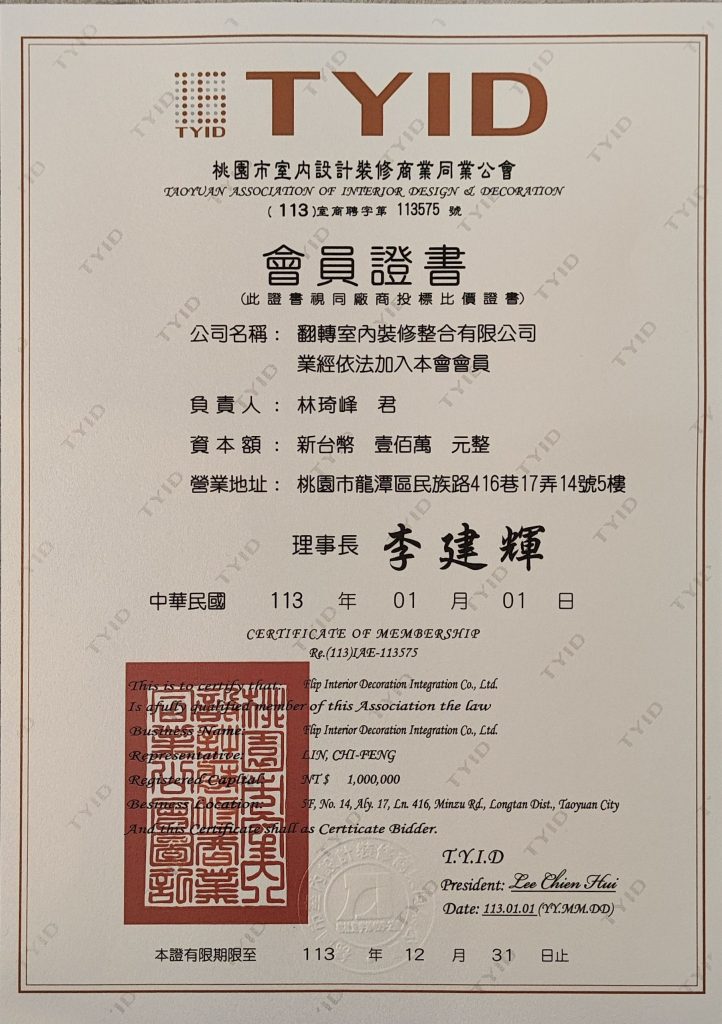 TYID
TYID
桃園市室內設計裝修商業同業公會
TAOYUAN ASSOCIATION OF INTERIOR DESIGN & DECORATION
(113)室商聘字第 113575 號
會員證書
(此證書視同廠商投標比價證書)
公司名稱： 翻轉室內裝修整合有限公司
業經依法加入本會會員
負責人： 林琦峰 君
資本額： 新台幣 壹佰萬 元整
營業地址： 桃園市龍潭區民族路416巷17弄14號5樓
理事長 李建輝
中華民國 113 年 01 月 01 日
CERTIFICATE OF MEMBERSHIP
Re.(113)IAE-113575
This is to certify that: Flip Interior Decoration Integration Co., Ltd.
Is a fully qualified member of this Association the law
Business Name: Flip Interior Decoration Integration Co., Ltd.
Representative: LIN, CHI-FENG
Registered Capital: NT$ 1,000,000
Besiness Location: 5F, No. 14, Aly. 17, Ln. 416, Minzu Rd., Longtan Dist., Taoyuan City
And this Certificate shall as Certticate Bidder.
T.Y.I.D
President: Lee Chien Hui
Date: 113.01.01 (YY.MM.DD)
本證有限期限至 113 年 12 月 31 日止